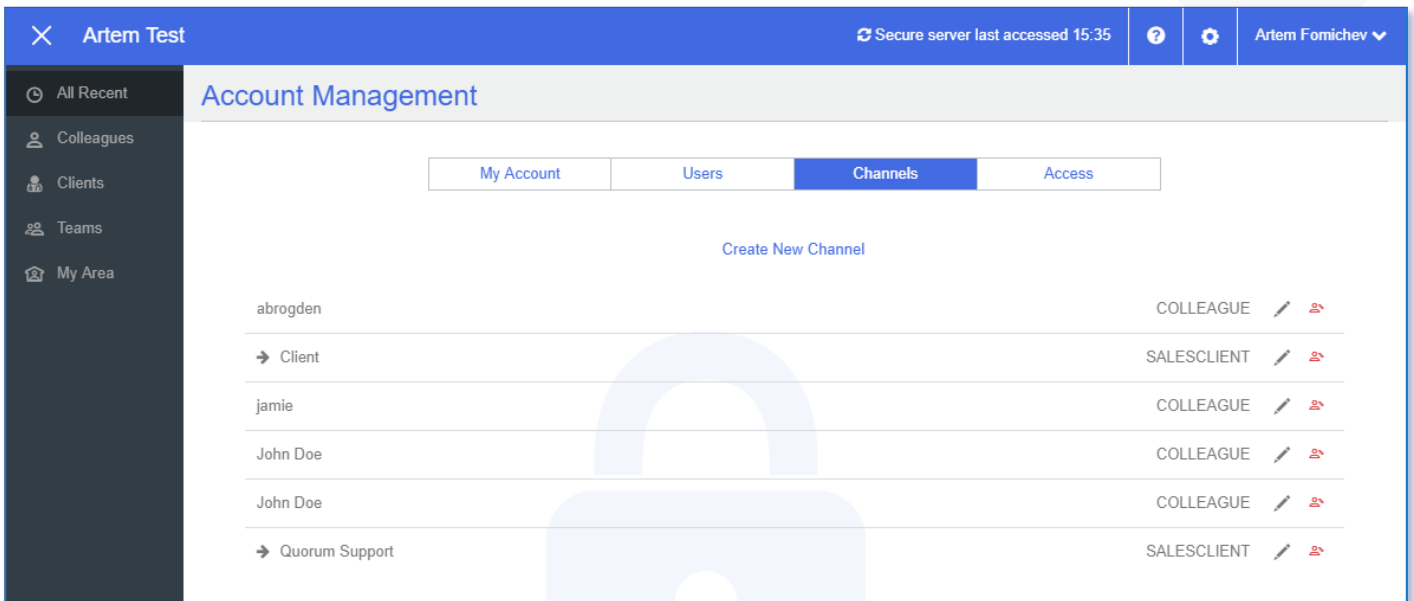 Artem Test
Secure server last accessed 15:35
Artem Fomichev
All Recent
Colleagues
Clients
Teams
My Area
Account Management
My Account Users Channels Access
Create New Channel
abrogden COLLEAGUE
Client SALESCLIENT
jamie COLLEAGUE
John Doe COLLEAGUE
John Doe COLLEAGUE
Quorum Support SALESCLIENT